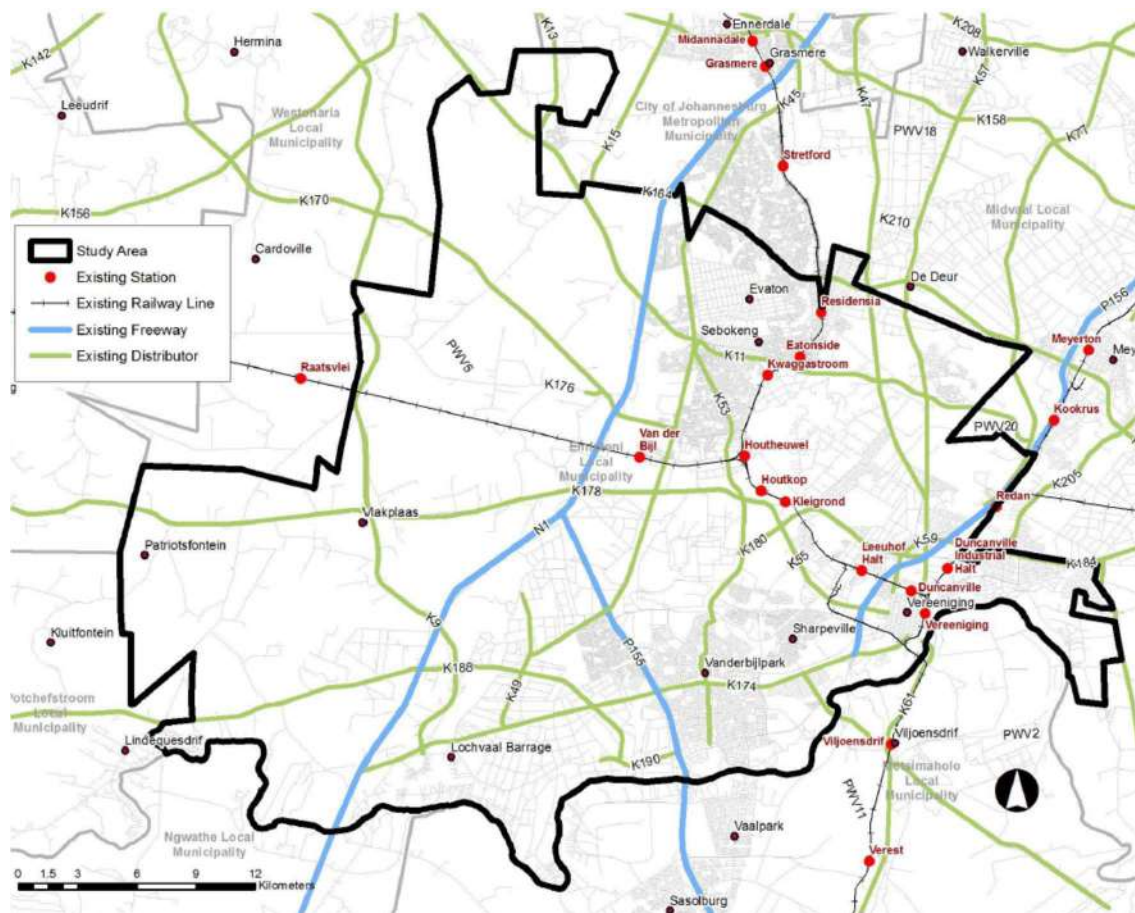 Ennerdale
K208
Hermina
K142
K13
Midannadale
Grasmere
Grasmere
Walkerville
K57
Leeudrif
Westonaria
Local
Municipality
City of Johannesburg
Metropolitan
Municipality
K45
K47
K15
PWV18
K158
K77
Stretford
K164
K170
K156
K210
Midvaal Local
Municipality
Study Area
Existing Station
Existing Railway Line
Existing Freeway
Existing Distributor
Cardoville
De Deur
Evaton
Residensia
P156
Sebokeng
Eatonside
Meyerton
Mey
PWV5
K11
Raatsvlei
Kwaggastroom
K176
K53
Kookrus
PWV20
Van der
Bijl
Emfuleni
Local
Municipality
Houtheuwel
K178
Houtkop
Kleigrond
K205
Redan
Vlakplaas
N1
K180
K55
K59
Patriotsfontein
Leeuhof
Halt
Duncanville
Industrial
Halt
K184
Duncanville
Vereeniging
Vereeniging
K9
Kluitfontein
Sharpeville
P155
K188
Vanderbijlpark
K49
K174
K61
Potchefstroom
Local
Municipality
Lindequesdrif
Lochvaal Barrage
K190
Viljoensdrif
Viljoensdrif
PWV2
Metsimaholo
Local
Municipality
PWV11
Ngwathe Local
Municipality
Vaalpark
Verest
0 1.5 3 6 9 12
Kilometers
Sasolburg